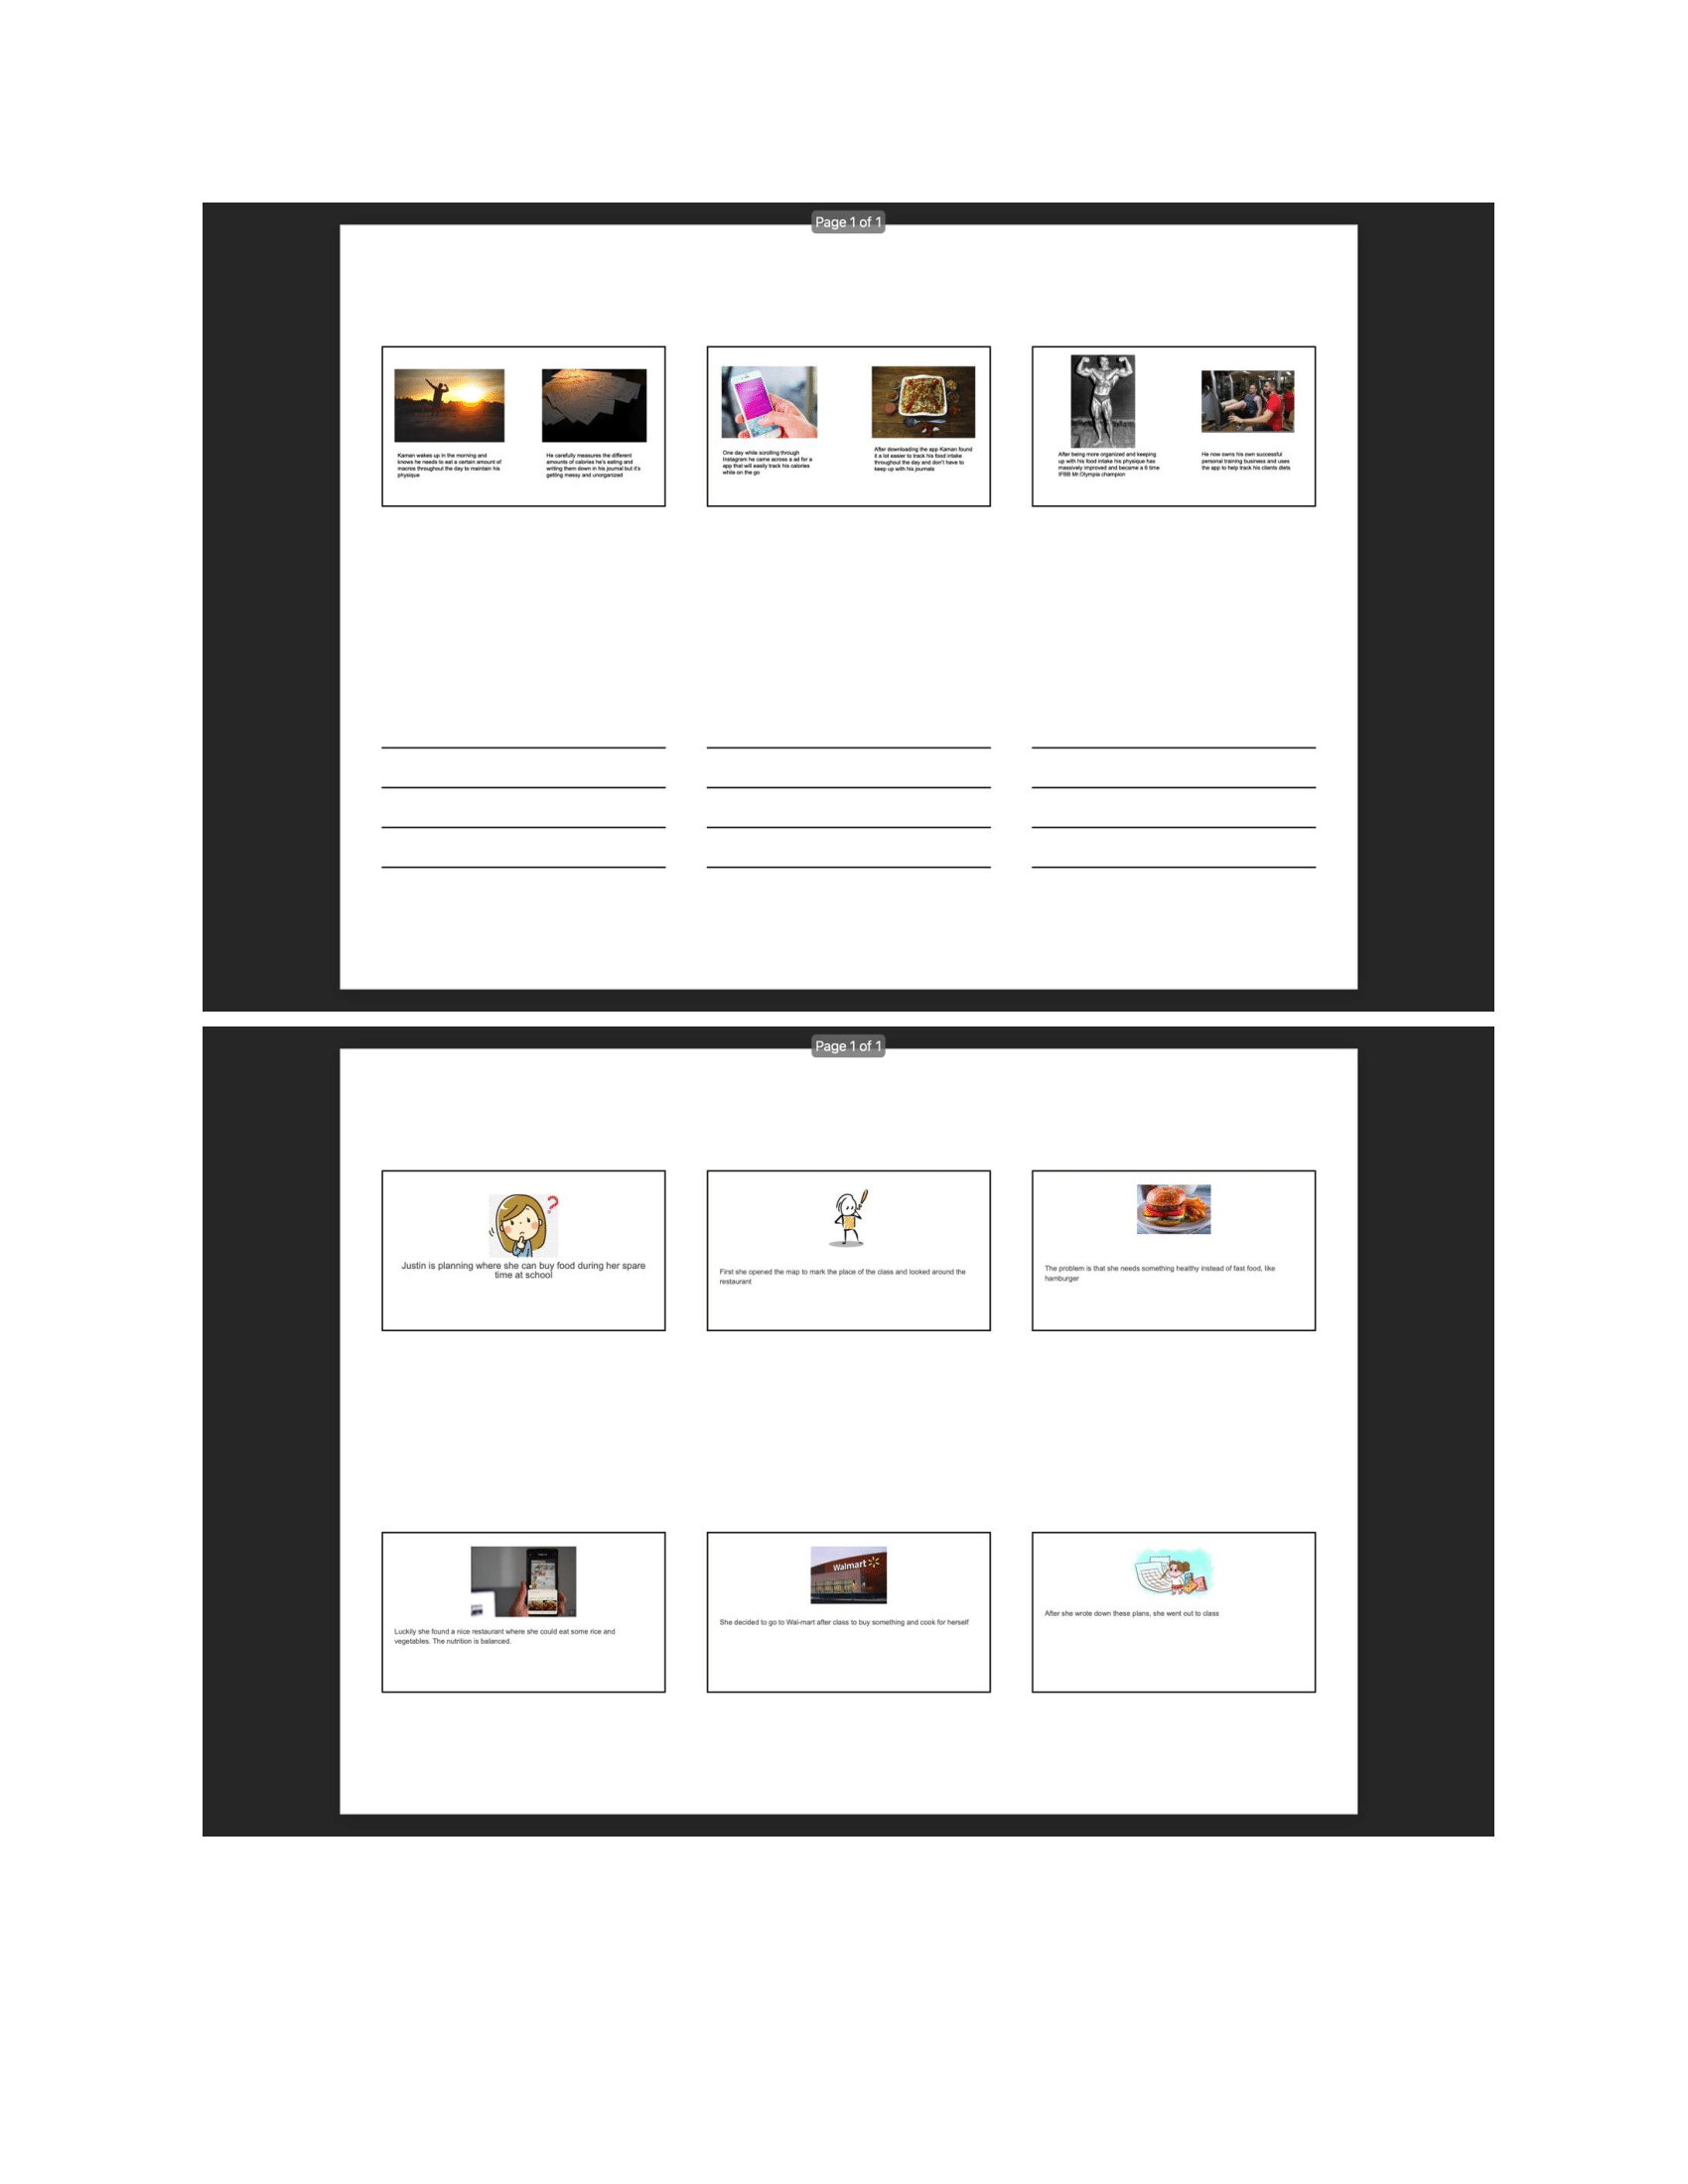 Page 1 of 1
Kaman wakes up in the morning and
knows he needs to eat a certain amount of
macros throughout the day to maintain his
physique
He carefully measures the different
amounts of calories he's eating and
writing them down in his journal but it's
getting messy and unorganized
One day while scrolling through
Instagram he came across a ad for a
app that will easily track his calories
while on the go
After downloading the app Kaman found
it a lot easier to track his food intake
throughout the day and don't have to
keep up with his journals
After being more organized and keeping
up with his food intake his physique has
massively improved and became a 6 time
IFBB Mr.Olympia champion
He now owns his own successful
personal training business and uses
the app to help track his clients diets
Page 1 of 1
Justin is planning where she can buy food during her spare
time at school
First she opened the map to mark the place of the class and looked around the
restaurant
The problem is that she needs something healthy instead of fast food, like
hamburger
Luckily she found a nice restaurant where she could eat some rice and
vegetables. The nutrition is balanced.
Walmart
She decided to go to Wal-mart after class to buy something and cook for herself
After she wrote down these plans, she went out to class